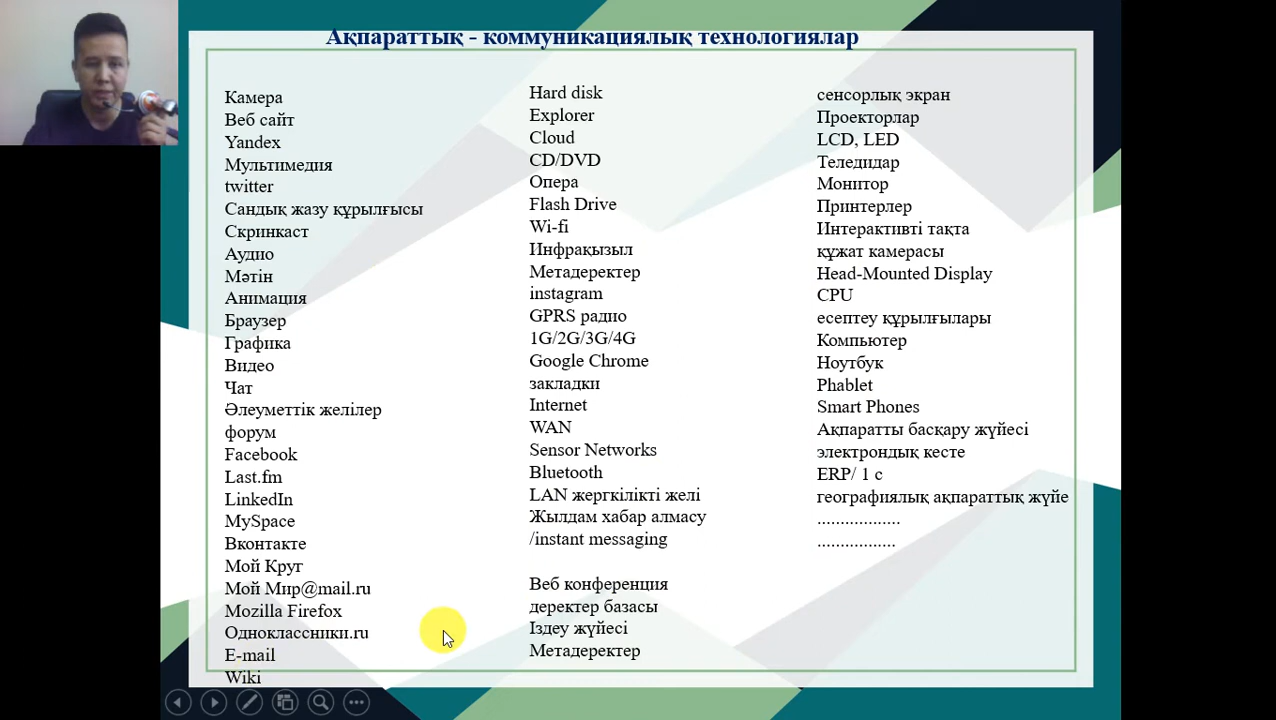 Ақпараттық - коммуникациялық технологиялар
Камера
Веб сайт
Yandex
Мультимедия
twitter
Сандық жазу құрылғысы
Скринкаст
Аудио
Мәтін
Анимация
Браузер
Графика
Видео
Чат
Әлеуметтік желілер
форум
Facebook
Last.fm
LinkedIn
MySpace
Вконтакте
Мой Круг
Мой Мир@mail.ru
Mozilla Firefox
Одноклассники.ru
E-mail
Wiki
Hard disk
Explorer
Cloud
CD/DVD
Опера
Flash Drive
Wi-fi
Инфрақызыл
Метадеректер
instagram
GPRS радио
1G/2G/3G/4G
Google Chrome
закладки
Internet
WAN
Sensor Networks
Bluetooth
LAN жергкілікті желі
Жылдам хабар алмасу
/instant messaging
Веб конференция
деректер базасы
Іздеу жүйесі
Метадеректер
сенсорлық экран
Проекторлар
LCD, LED
Теледидар
Монитор
Принтерлер
Интерактивті тақта
құжат камерасы
Head-Mounted Display
CPU
есептеу құрылғылары
Компьютер
Ноутбук
Phablet
Smart Phones
Ақпаратты басқару жүйесі
электрондық кесте
ERP/ 1 с
географиялық ақпараттық жүйе
..................
.................